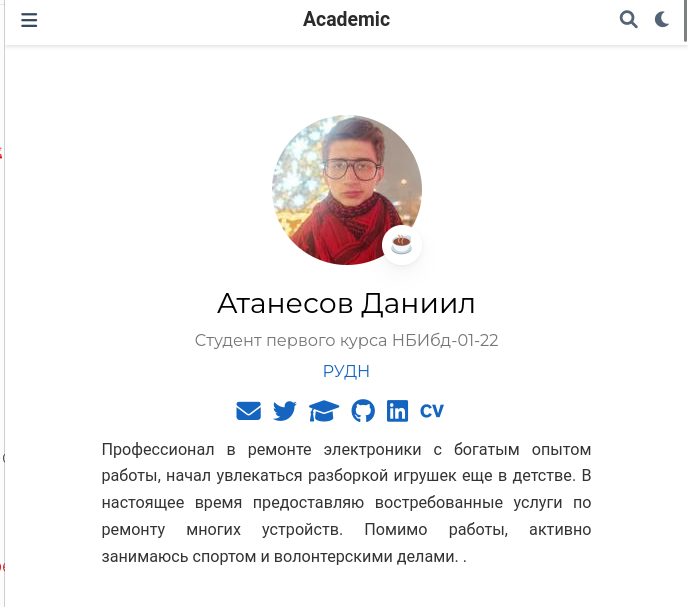 Academic
Атанесов Даниил
Студент первого курса НБИбд-01-22
РУДН
CV
Профессионал в ремонте электроники с богатым опытом
работы, начал увлекаться разборкой игрушек еще в детстве. В
настоящее время предоставляю востребованные услуги по
ремонту многих устройств. Помимо работы, активно
занимаюсь спортом и волонтерскими делами. .